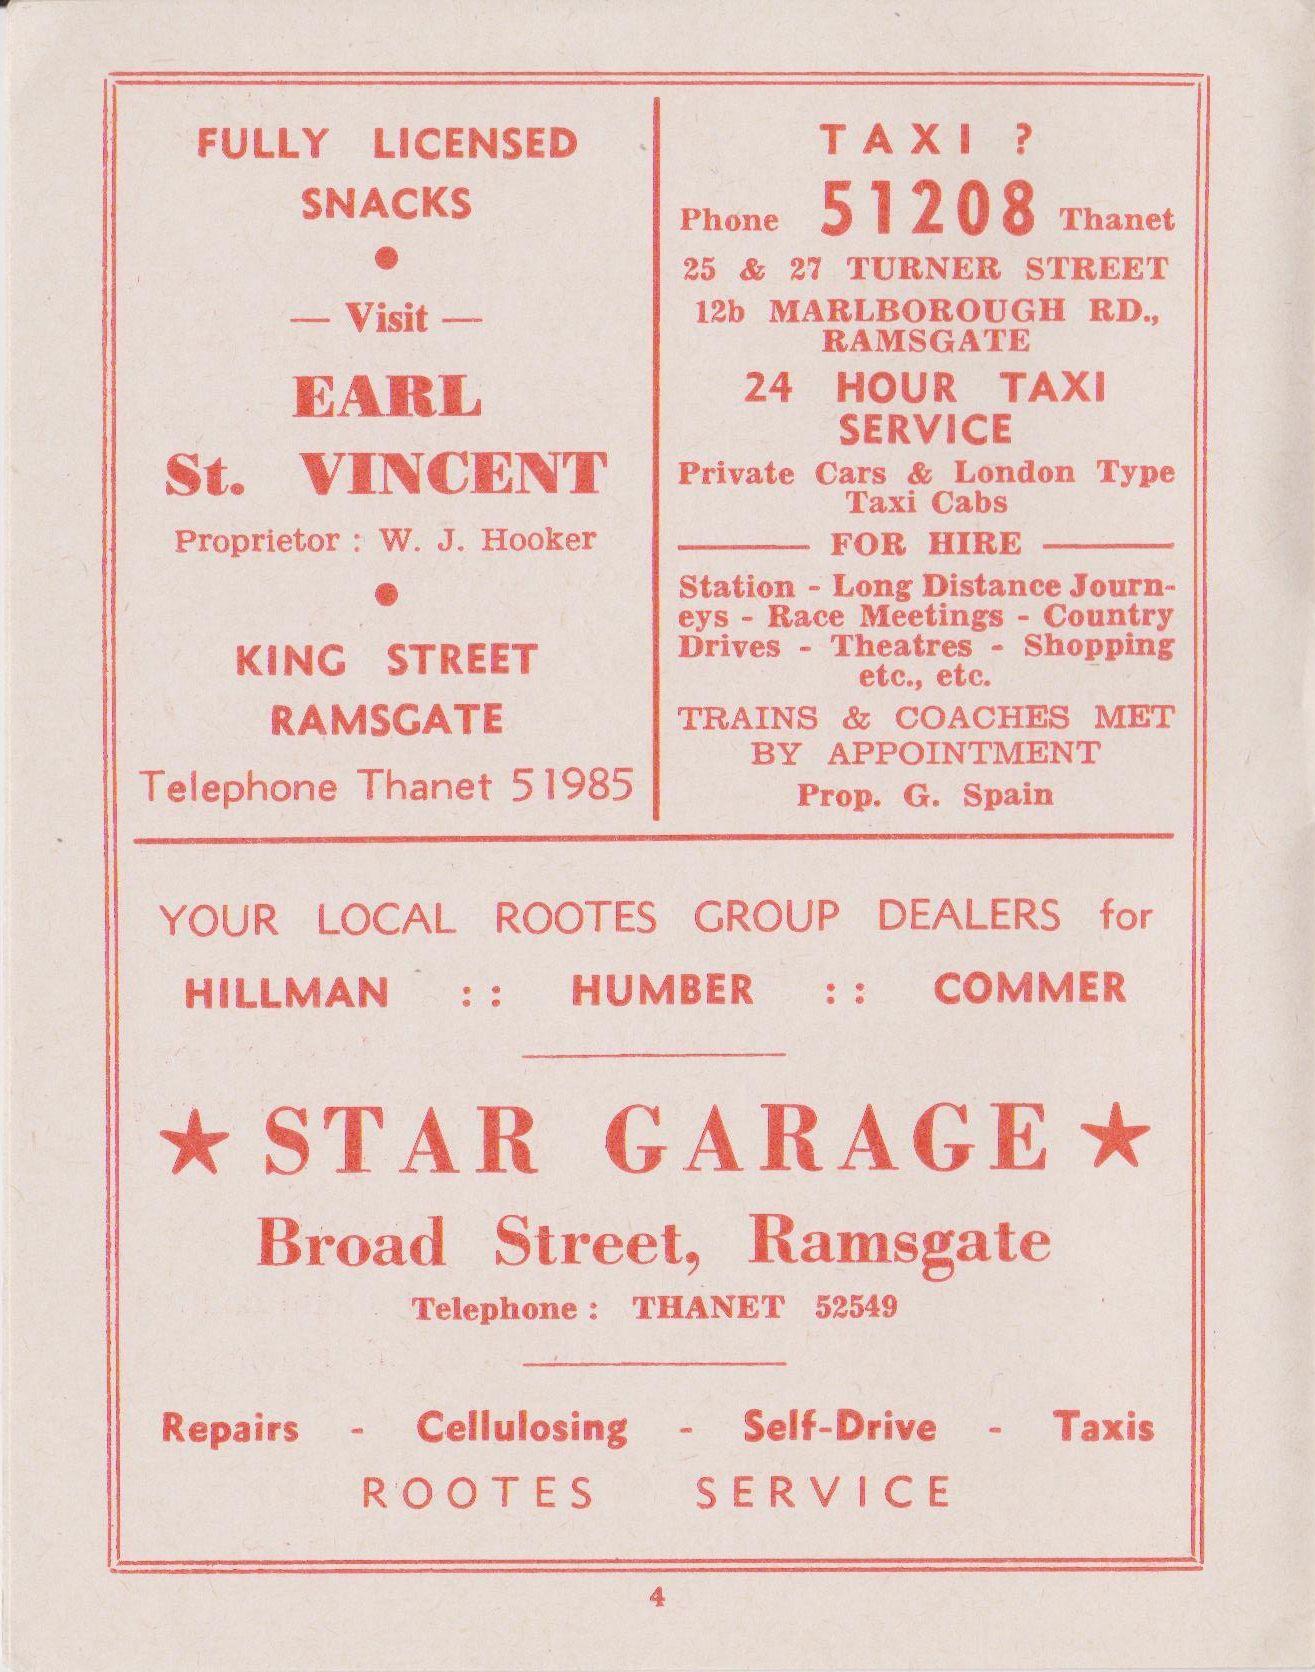 FULLY LICENSED
SNACKS
— Visit —
EARL
St. VINCENT
Proprietor : W. J. Hooker
KING STREET
RAMSGATE
Telephone Thanet 51985
TAXI ?
Phone 51208 Thanet
25 & 27 TURNER STREET
12b MARLBOROUGH RD.,
RAMSGATE
24 HOUR TAXI
SERVICE
Private Cars & London Type
Taxi Cabs
FOR HIRE
Station - Long Distance Journ-
eys - Race Meetings - Country
Drives - Theatres - Shopping
etc., etc.
TRAINS & COACHES MET
BY APPOINTMENT
Prop. G. Spain
YOUR LOCAL ROOTES GROUP DEALERS for
HILLMAN : : HUMBER : : COMMER
★ STAR GARAGE ★
Broad Street, Ramsgate
Telephone : THANET 52549
Repairs - Cellulosing - Self-Drive - Taxis
ROOTES SERVICE
4